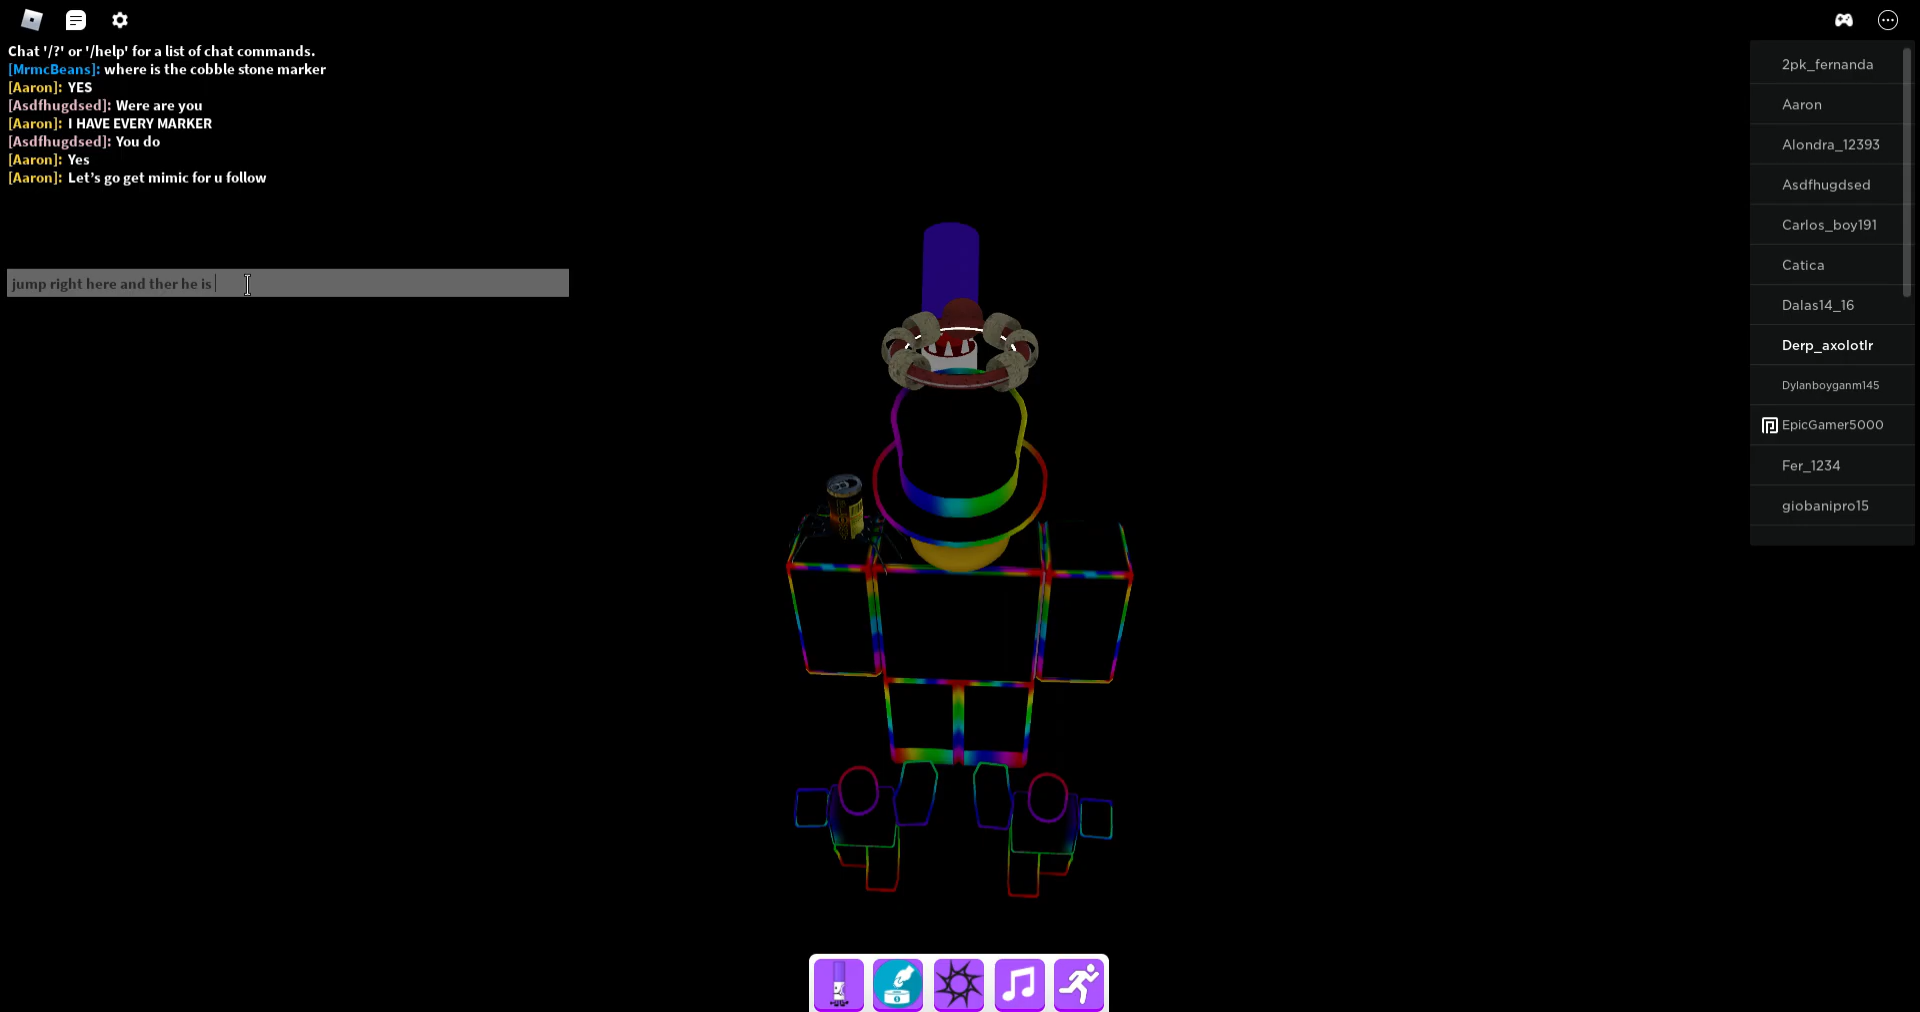 Chat '/?' or '/help' for a list of chat commands.
[MrmcBeans]: where is the cobble stone marker
[Aaron]: YES
[Asdfhugdsed]: Were are you
[Aaron]: I HAVE EVERY MARKER
[Asdfhugdsed]: You do
[Aaron]: Yes
[Aaron]: Let's go get mimic for u follow
jump right here and ther he is
2pk_fernanda
Aaron
Alondra_12393
Asdfhugdsed
Carlos_boy191
Catica
Dalas14_16
Derp_axolotlr
Dylanboyganm145
EpicGamer5000
Fer_1234
giobanipro15